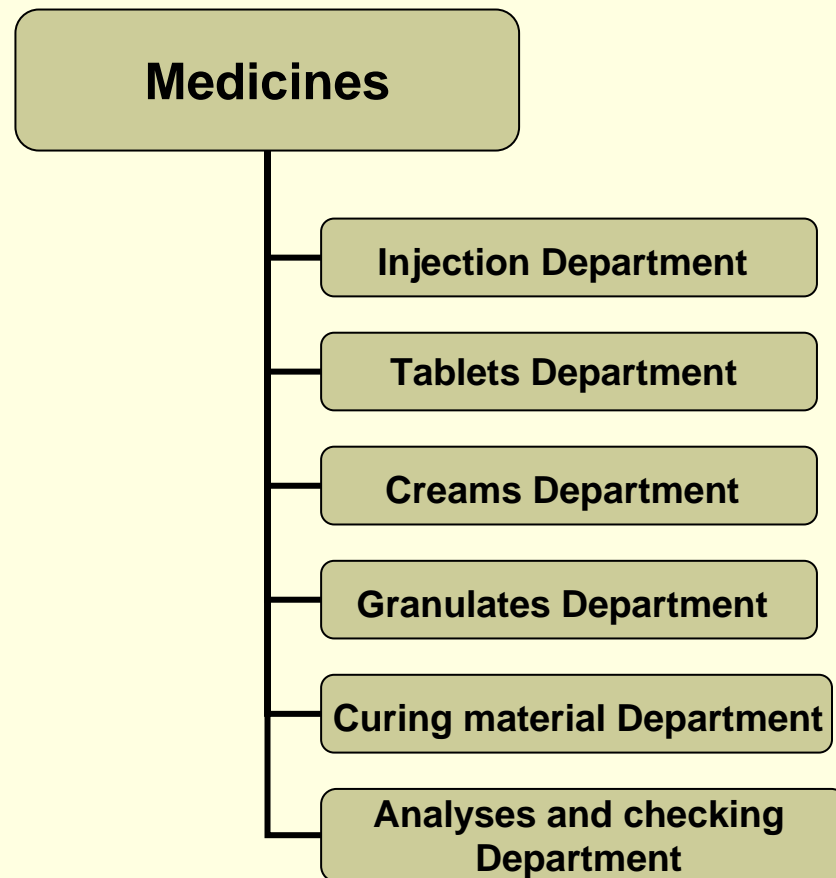 Medicines
Injection Department
Tablets Department
Creams Department
Granulates Department
Curing material Department
Analyses and checking
Department